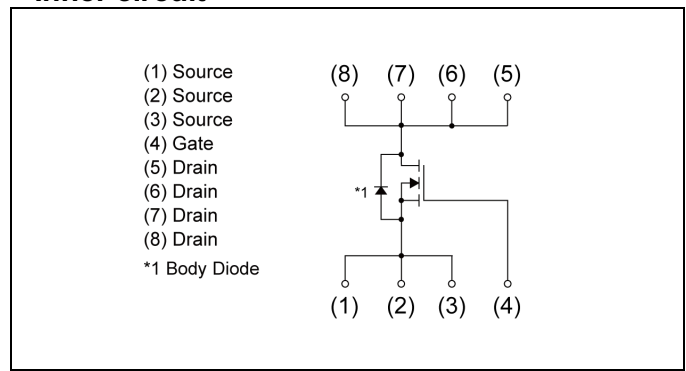 Inner circuit
(1) Source
(2) Source
(3) Source
(4) Gate
(5) Drain
(6) Drain
(7) Drain
(8) Drain
*1 Body Diode
(8) (7) (6) (5)
*1
(1) (2) (3) (4)